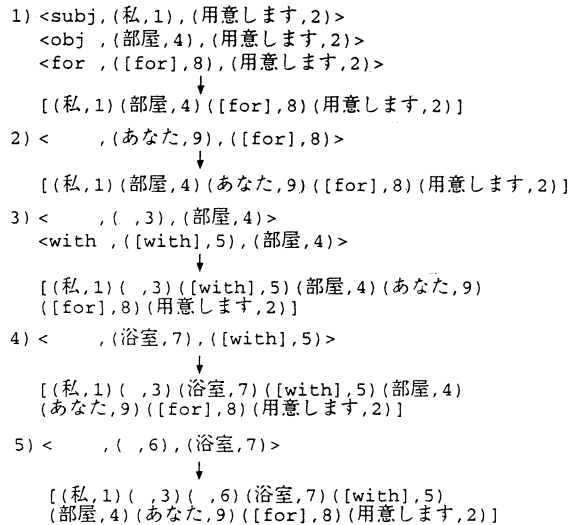 1) <subj,(私,1),(用意します,2)>
<obj ,(部屋,4),(用意します,2)>
<for ,([for],8),(用意します,2)>
↓
[(私,1)(部屋,4)([for],8)(用意します,2)]
2) <    ,(あなた,9),([for],8)>
↓
[(私,1)(部屋,4)(あなた,9)([for],8)(用意します,2)]
3) <    ,( ,3),(部屋,4)>
<with ,([with],5),(部屋,4)>
↓
[(私,1)( ,3)([with],5)(部屋,4)(あなた,9)
([for],8)(用意します,2)]
4) <    ,(浴室,7),([with],5)>
↓
[(私,1)( ,3)(浴室,7)([with],5)(部屋,4)
(あなた,9)([for],8)(用意します,2)]
5) <    ,( ,6),(浴室,7)>
↓
[(私,1)( ,3)( ,6)(浴室,7)([with],5)
(部屋,4)(あなた,9)([for],8)(用意します,2)]